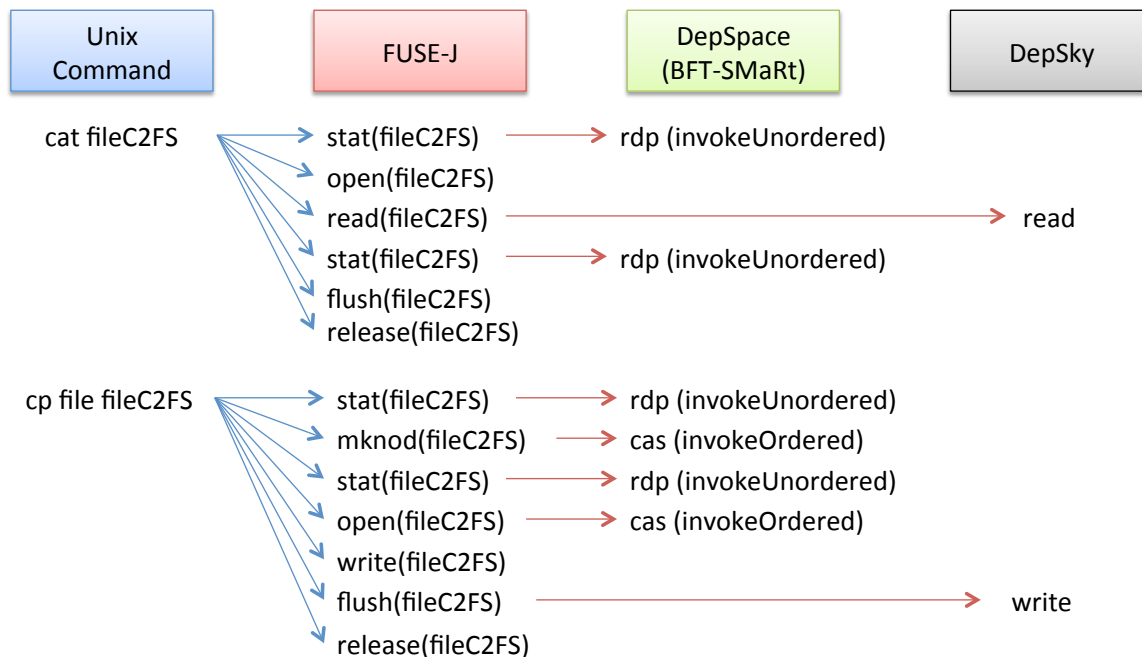 Unix Command
FUSE-J
DepSpace (BFT-SMaRt)
DepSky
cat fileC2FS
stat(fileC2FS)
rdp (invokeUnordered)
open(fileC2FS)
read(fileC2FS)
read
stat(fileC2FS)
rdp (invokeUnordered)
flush(fileC2FS)
release(fileC2FS)
cp file fileC2FS
stat(fileC2FS)
rdp (invokeUnordered)
mknod(fileC2FS)
cas (invokeOrdered)
stat(fileC2FS)
rdp (invokeUnordered)
open(fileC2FS)
cas (invokeOrdered)
write(fileC2FS)
flush(fileC2FS)
write
release(fileC2FS)